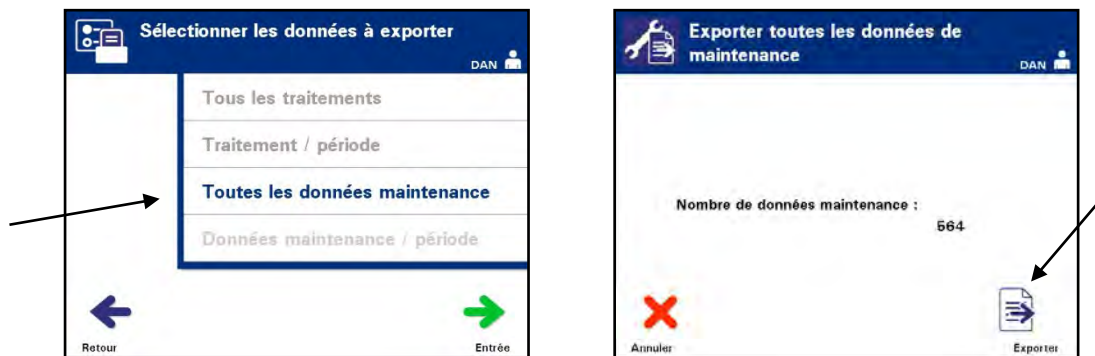 Sélectionner les données à exporter
DAN
Tous les traitements
Traitement / période
Toutes les données maintenance
Données maintenance / période
Retour
Entrée
Exporter toutes les données de
maintenance
DAN
Nombre de données maintenance :
564
Annuler
Exporter